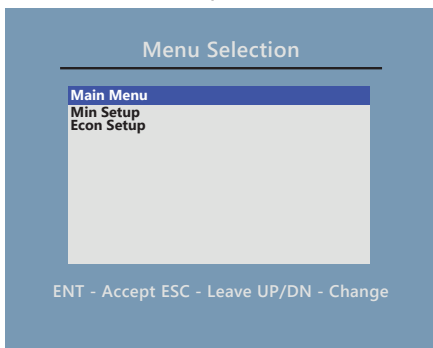 Menu Selection
Main Menu
Min Setup
Econ Setup
ENT - Accept ESC - Leave UP/DN - Change